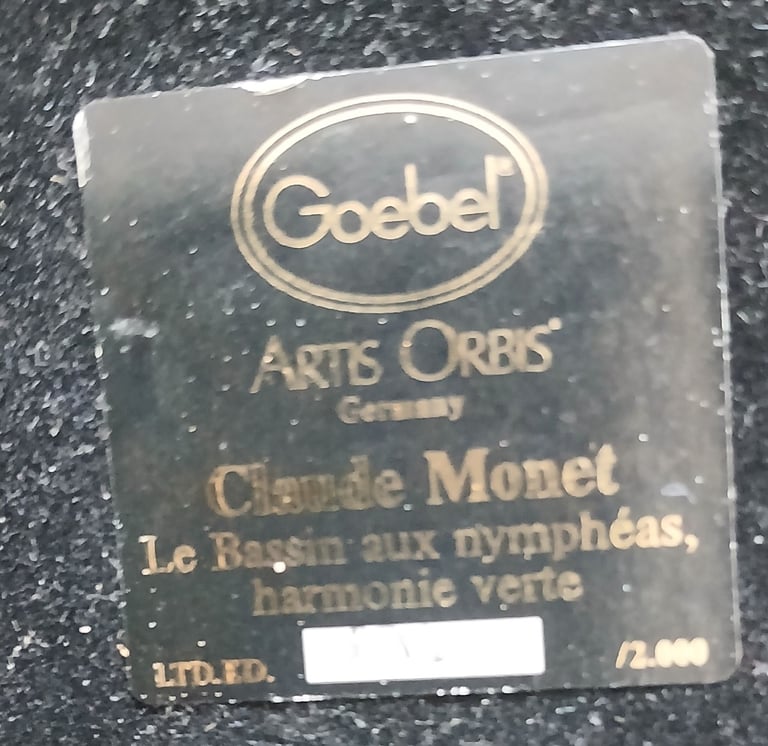 Goebel
ARTIS ORBIS
Germany
Claude Monet
Le Bassin aux nymphéas,
harmonie verte
LTD.ED. /2.000